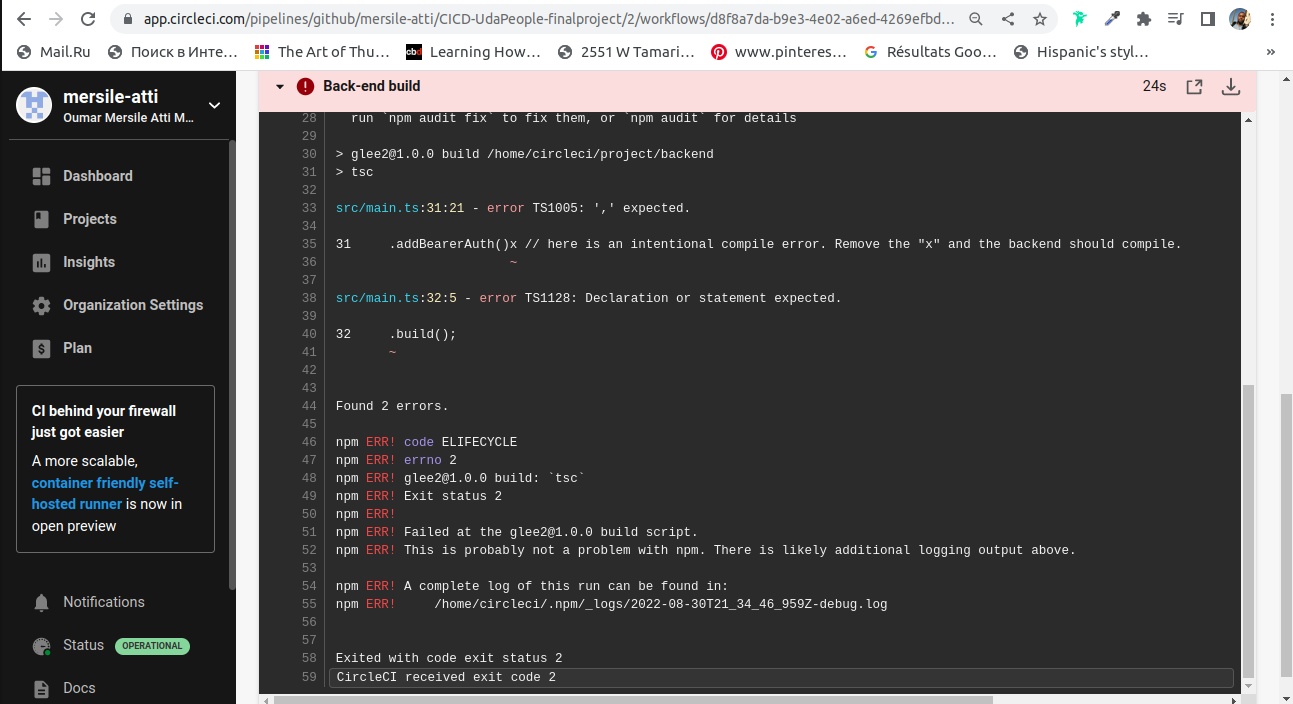 app.circleci.com/pipelines/github/mersile-atti/CICD-UdaPeople-finalproject/2/workflows/d8f8a7da-b9e3-4e02-a6ed-4269efbd...
Mail.Ru Поиск в Инте... The Art of Thu... cbd Learning How... 2551 W Tamari... www.pinteres... Résultats Goo... Hispanic's styl... »
mersile-atti
Oumar Mersile Atti M...
Dashboard
Projects
Insights
Organization Settings
Plan
CI behind your firewall
just got easier
A more scalable,
container friendly self-
hosted runner is now in
open preview
Notifications
Status OPERATIONAL
Docs
Back-end build 24s
28 run `npm audit fix` to fix them, or `npm audit` for details
29
30 > glee2@1.0.0 build /home/circleci/project/backend
31 > tsc
32
33 src/main.ts:31:21 - error TS1005: ',' expected.
34
35 31     .addBearerAuth()x // here is an intentional compile error. Remove the "x" and the backend should compile.
36 ~
37
38 src/main.ts:32:5 - error TS1128: Declaration or statement expected.
39
40 32     .build();
41 ~
42
43
44 Found 2 errors.
45
46 npm ERR! code ELIFECYCLE
47 npm ERR! errno 2
48 npm ERR! glee2@1.0.0 build: `tsc`
49 npm ERR! Exit status 2
50 npm ERR!
51 npm ERR! Failed at the glee2@1.0.0 build script.
52 npm ERR! This is probably not a problem with npm. There is likely additional logging output above.
53
54 npm ERR! A complete log of this run can be found in:
55 npm ERR!     /home/circleci/.npm/_logs/2022-08-30T21_34_46_959Z-debug.log
56
57
58 Exited with code exit status 2
59 CircleCI received exit code 2